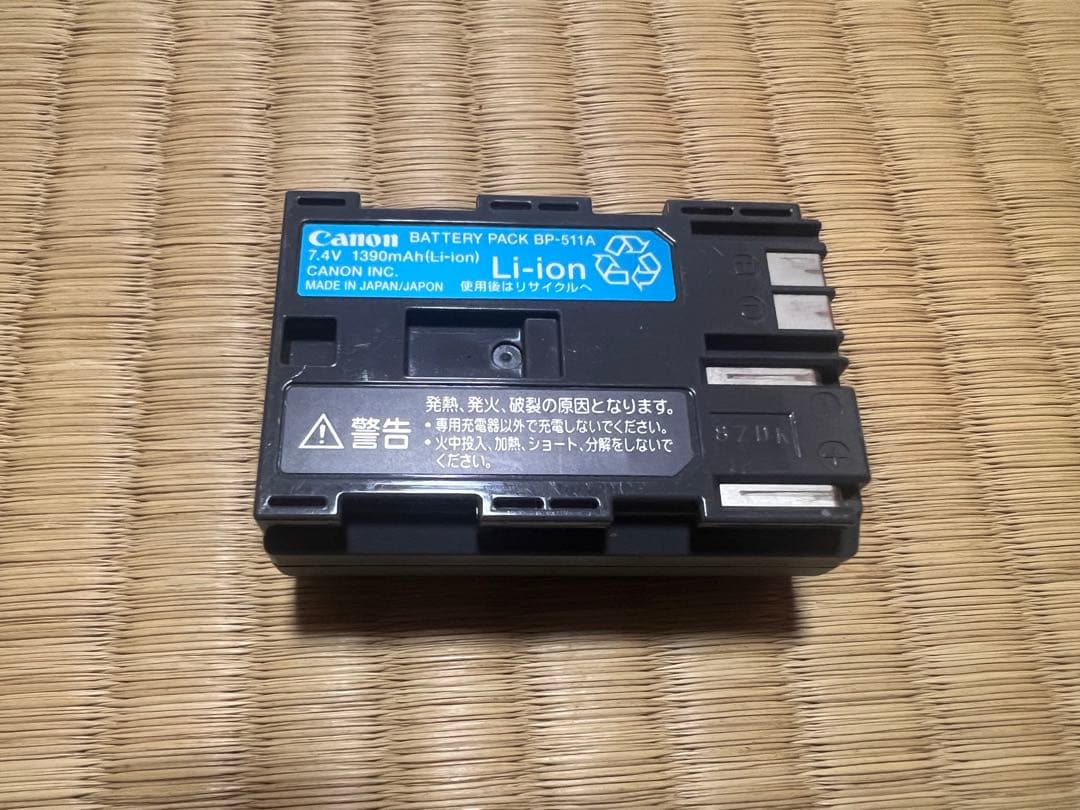 Canon BATTERY PACK BP-511A
7.4V 1390mAh(Li-ion)
CANON INC.
Li-ion
MADE IN JAPAN/JAPON 使用後はリサイクルへ
発熱、発火、破裂の原因となります。
警告
・専用充電器以外で充電しないでください。
・火中投入、加熱、ショート、分解をしないで
ください。